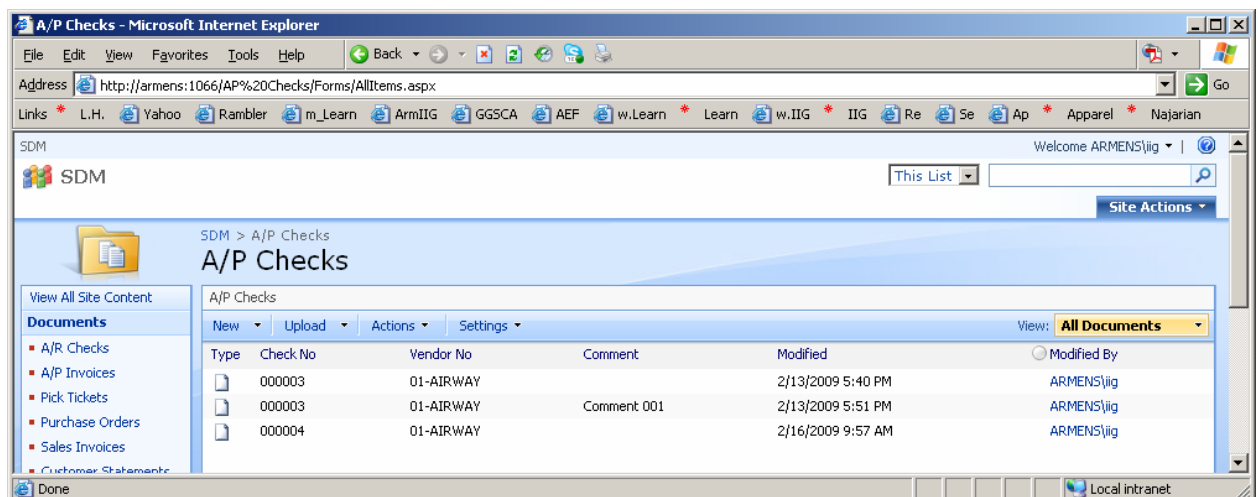 A/P Checks - Microsoft Internet Explorer
File Edit View Favorites Tools Help Back
Address http://armens:1066/AP%20Checks/Forms/AllItems.aspx Go
Links L.H. Yahoo Rambler m_Learn ArmIIG GGSCA AEF w.Learn Learn w.IIG IIG Re Se Ap Apparel Najarian
SDM Welcome ARMENS\iig
SDM This List
Site Actions
SDM > A/P Checks
A/P Checks
View All Site Content A/P Checks
Documents New Upload Actions Settings View: All Documents
A/R Checks Type Check No Vendor No Comment Modified Modified By
A/P Invoices 000003 01-AIRWAY 2/13/2009 5:40 PM ARMENS\iig
Pick Tickets 000003 01-AIRWAY Comment 001 2/13/2009 5:51 PM ARMENS\iig
Purchase Orders 000004 01-AIRWAY 2/16/2009 9:57 AM ARMENS\iig
Sales Invoices
Customer Statements
Done Local intranet